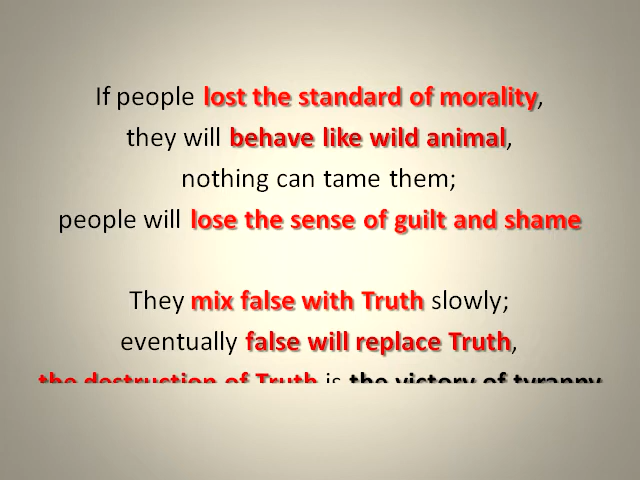 If people lost the standard of morality,
they will behave like wild animal,
nothing can tame them;
people will lose the sense of guilt and shame
They mix false with Truth slowly;
eventually false will replace Truth,
the destruction of Truth is the victory of tyranny